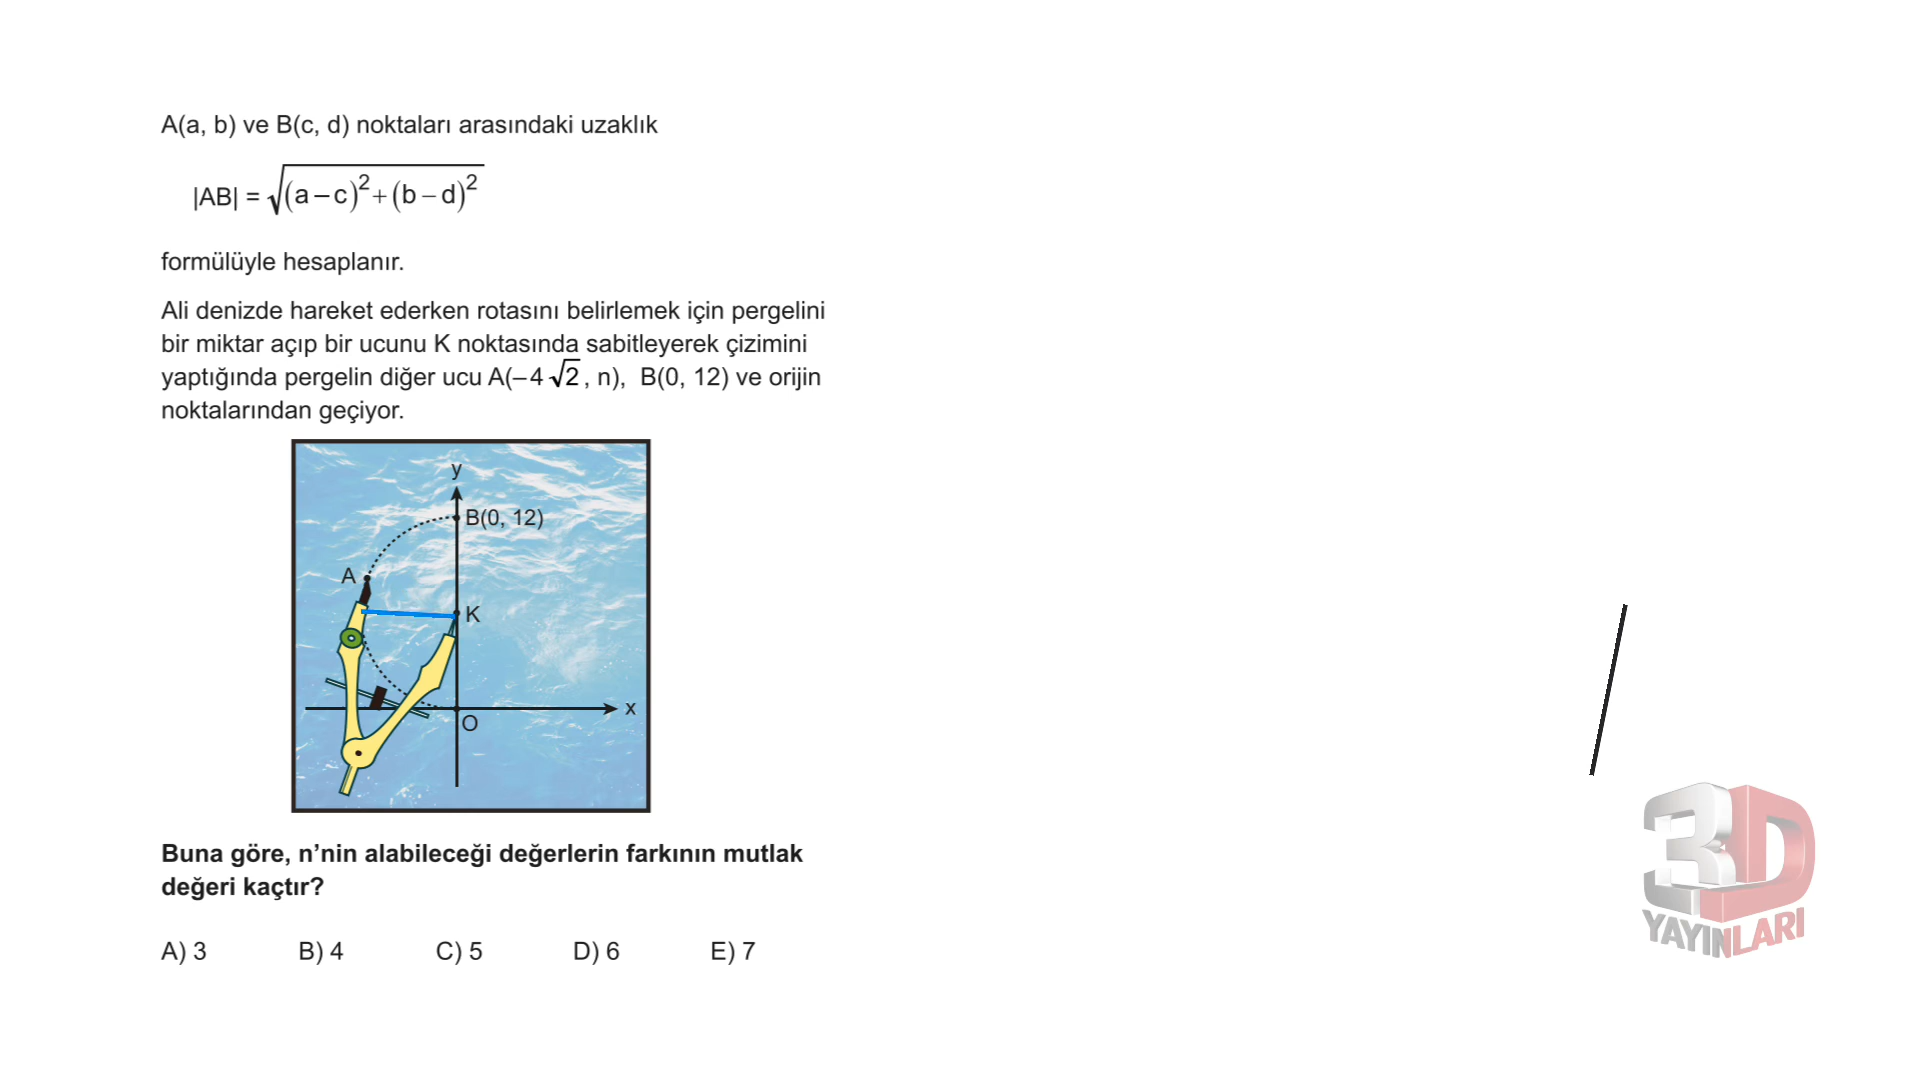 A(a, b) ve B(c, d) noktaları arasındaki uzaklık
|AB| = √((a−c)²+(b−d)²)
formülüyle hesaplanır.
Ali denizde hareket ederken rotasını belirlemek için pergelini
bir miktar açıp bir ucunu K noktasında sabitleyerek çizimini
yaptığında pergelin diğer ucu A(−4√2, n), B(0, 12) ve orijin
noktalarından geçiyor.
y
B(0, 12)
A
K
x
O
Buna göre, n'nin alabileceği değerlerin farkının mutlak
değeri kaçtır?
A) 3 B) 4 C) 5 D) 6 E) 7
3D
YAYINLARI